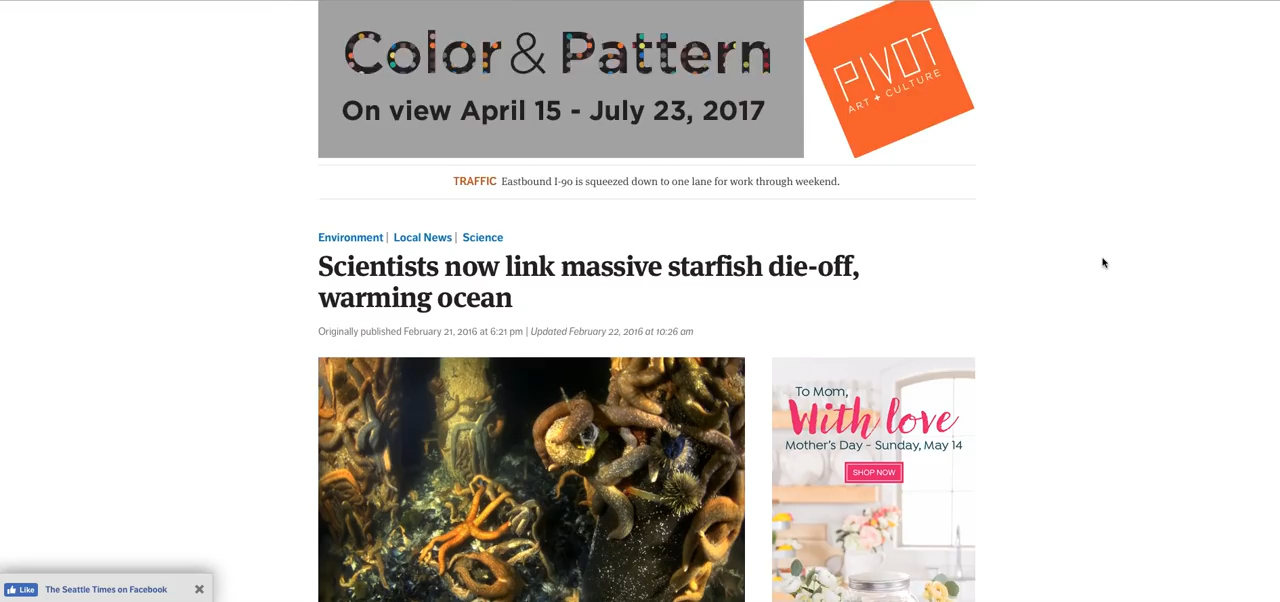 Color & Pattern
On view April 15 - July 23, 2017
PIVOT
ART + CULTURE
TRAFFIC Eastbound I-90 is squeezed down to one lane for work through weekend.
Environment | Local News | Science
Scientists now link massive starfish die-off,
warming ocean
Originally published February 21, 2016 at 6:21 pm | Updated February 22, 2016 at 10:26 am
To Mom,
With love
Mother's Day - Sunday, May 14
SHOP NOW
Like The Seattle Times on Facebook